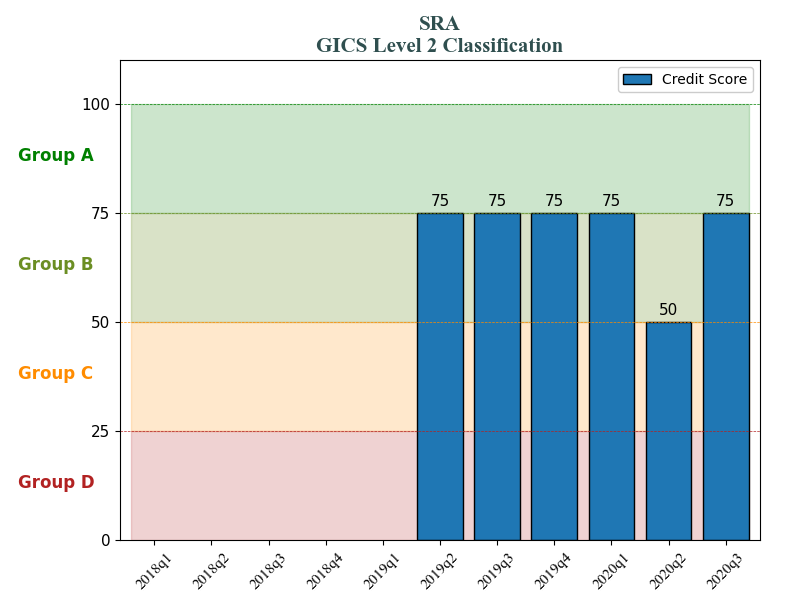 SRA
GICS Level 2 Classification
Credit Score
100
Group A
75
Group B
50
Group C
25
Group D
0
75 75 75 75 50 75
2018q1 2018q2 2018q3 2018q4 2019q1 2019q2 2019q3 2019q4 2020q1 2020q2 2020q3